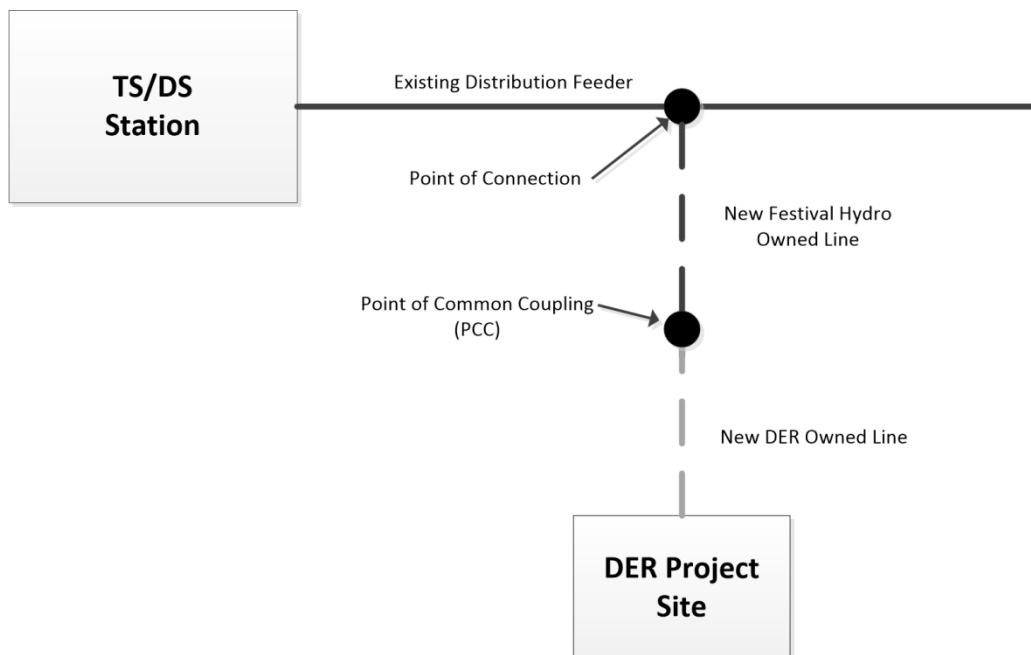 TS/DS
Station
Existing Distribution Feeder
Point of Connection
New Festival Hydro
Owned Line
Point of Common Coupling
(PCC)
New DER Owned Line
DER Project
Site